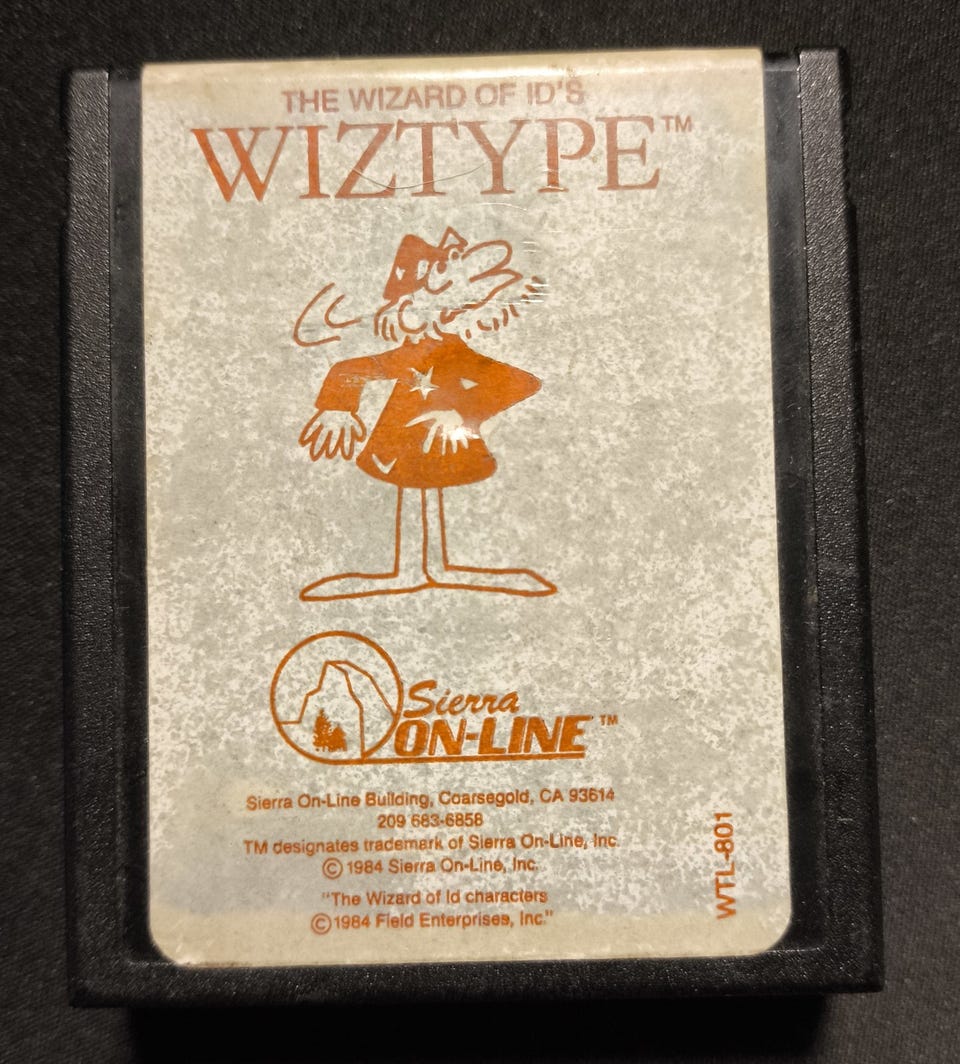 THE WIZARD OF ID'S
WIZTYPE™
Sierra
ON-LINE™
Sierra On-Line Building, Coarsegold, CA 93614
209 683-6858
TM designates trademark of Sierra On-Line, Inc.
© 1984 Sierra On-Line, Inc.
"The Wizard of Id characters
© 1984 Field Enterprises, Inc."
WTL-801